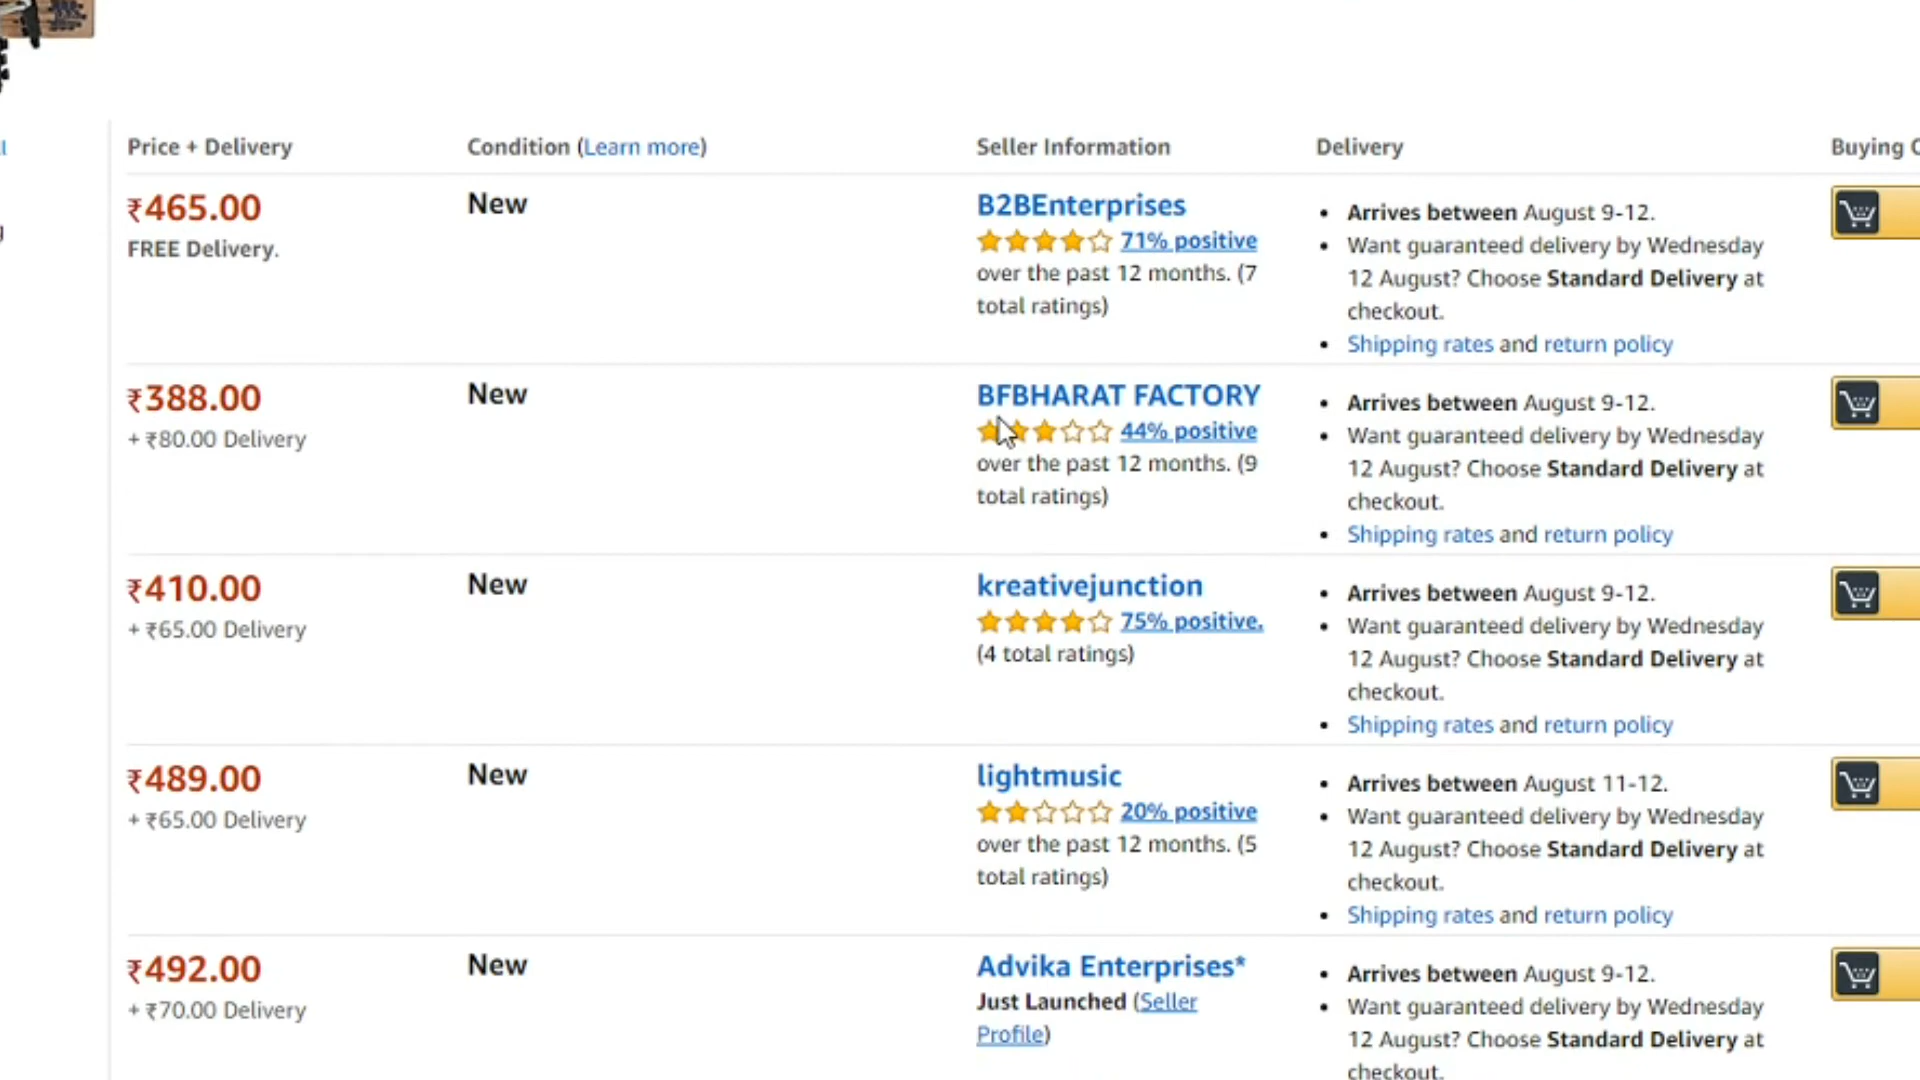 Price + Delivery
Condition (Learn more)
Seller Information
Delivery
Buying
₹465.00
FREE Delivery.
New
B2BEnterprises
71% positive
over the past 12 months. (7
total ratings)
• Arrives between August 9-12.
• Want guaranteed delivery by Wednesday
12 August? Choose Standard Delivery at
checkout.
• Shipping rates and return policy
₹388.00
+ ₹80.00 Delivery
New
BFBHARAT FACTORY
44% positive
over the past 12 months. (9
total ratings)
• Arrives between August 9-12.
• Want guaranteed delivery by Wednesday
12 August? Choose Standard Delivery at
checkout.
• Shipping rates and return policy
₹410.00
+ ₹65.00 Delivery
New
kreativejunction
75% positive.
(4 total ratings)
• Arrives between August 9-12.
• Want guaranteed delivery by Wednesday
12 August? Choose Standard Delivery at
checkout.
• Shipping rates and return policy
₹489.00
+ ₹65.00 Delivery
New
lightmusic
20% positive
over the past 12 months. (5
total ratings)
• Arrives between August 11-12.
• Want guaranteed delivery by Wednesday
12 August? Choose Standard Delivery at
checkout.
• Shipping rates and return policy
₹492.00
+ ₹70.00 Delivery
New
Advika Enterprises*
Just Launched (Seller
Profile)
• Arrives between August 9-12.
• Want guaranteed delivery by Wednesday
12 August? Choose Standard Delivery at
checkout.